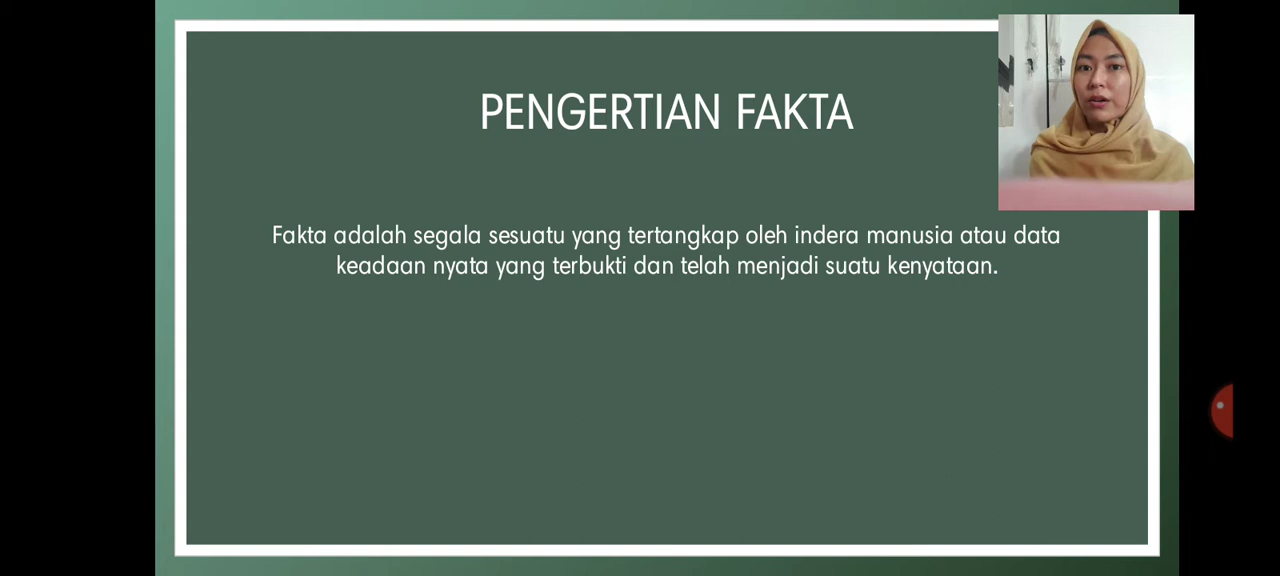 PENGERTIAN FAKTA
Fakta adalah segala sesuatu yang tertangkap oleh indera manusia atau data
keadaan nyata yang terbukti dan telah menjadi suatu kenyataan.